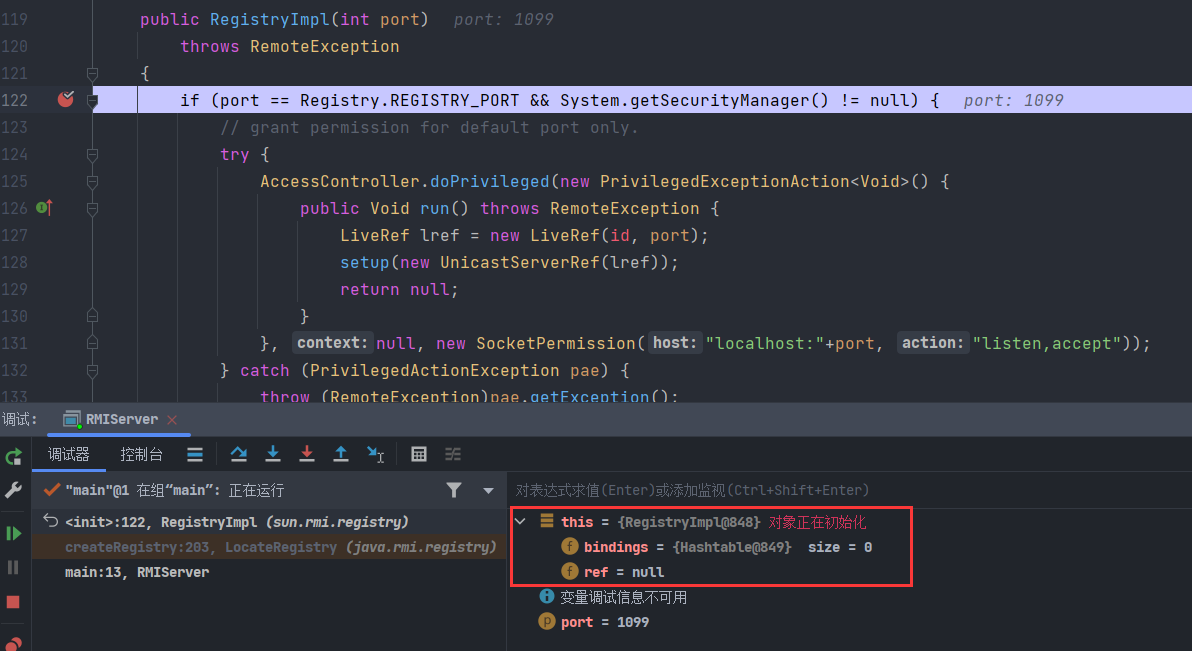 119 public RegistryImpl(int port) port: 1099
120 throws RemoteException
121 {
122 if (port == Registry.REGISTRY_PORT && System.getSecurityManager() != null) { port: 1099
123 // grant permission for default port only.
124 try {
125 AccessController.doPrivileged(new PrivilegedExceptionAction<Void>() {
126 public Void run() throws RemoteException {
127 LiveRef lref = new LiveRef(id, port);
128 setup(new UnicastServerRef(lref));
129 return null;
130 }
131 }, context: null, new SocketPermission( host: "localhost:"+port, action: "listen,accept"));
132 } catch (PrivilegedActionException pae) {
133 throw (RemoteException)pae.getException();
调试: RMIServer
调试器 控制台
"main"@1 在组“main”: 正在运行
对表达式求值(Enter)或添加监视(Ctrl+Shift+Enter)
<init>:122, RegistryImpl (sun.rmi.registry)
createRegistry:203, LocateRegistry (java.rmi.registry)
main:13, RMIServer
this = {RegistryImpl@848} 对象正在初始化
bindings = {Hashtable@849} size = 0
ref = null
变量调试信息不可用
port = 1099